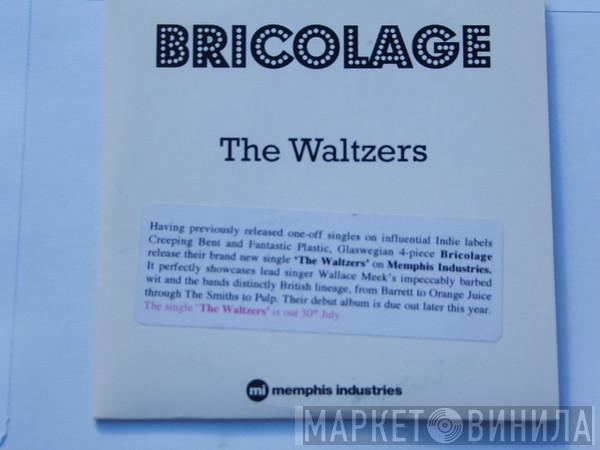 BRICOLAGE
The Waltzers
Having previously released one-off singles on influential Indie labels
Creeping Bent and Fantastic Plastic, Glaswegian 4-piece Bricolage
release their brand new single 'The Waltzers' on Memphis Industries.
It perfectly showcases lead singer Wallace Meek's impeccably barbed
wit and the bands distinctly British lineage, from Barrett to Orange Juice
through The Smiths to Pulp. Their debut album is due out later this year.
The single 'The Waltzers' is out 30th July.
mi memphis industries
МАРКЕТ ВИНИЛА